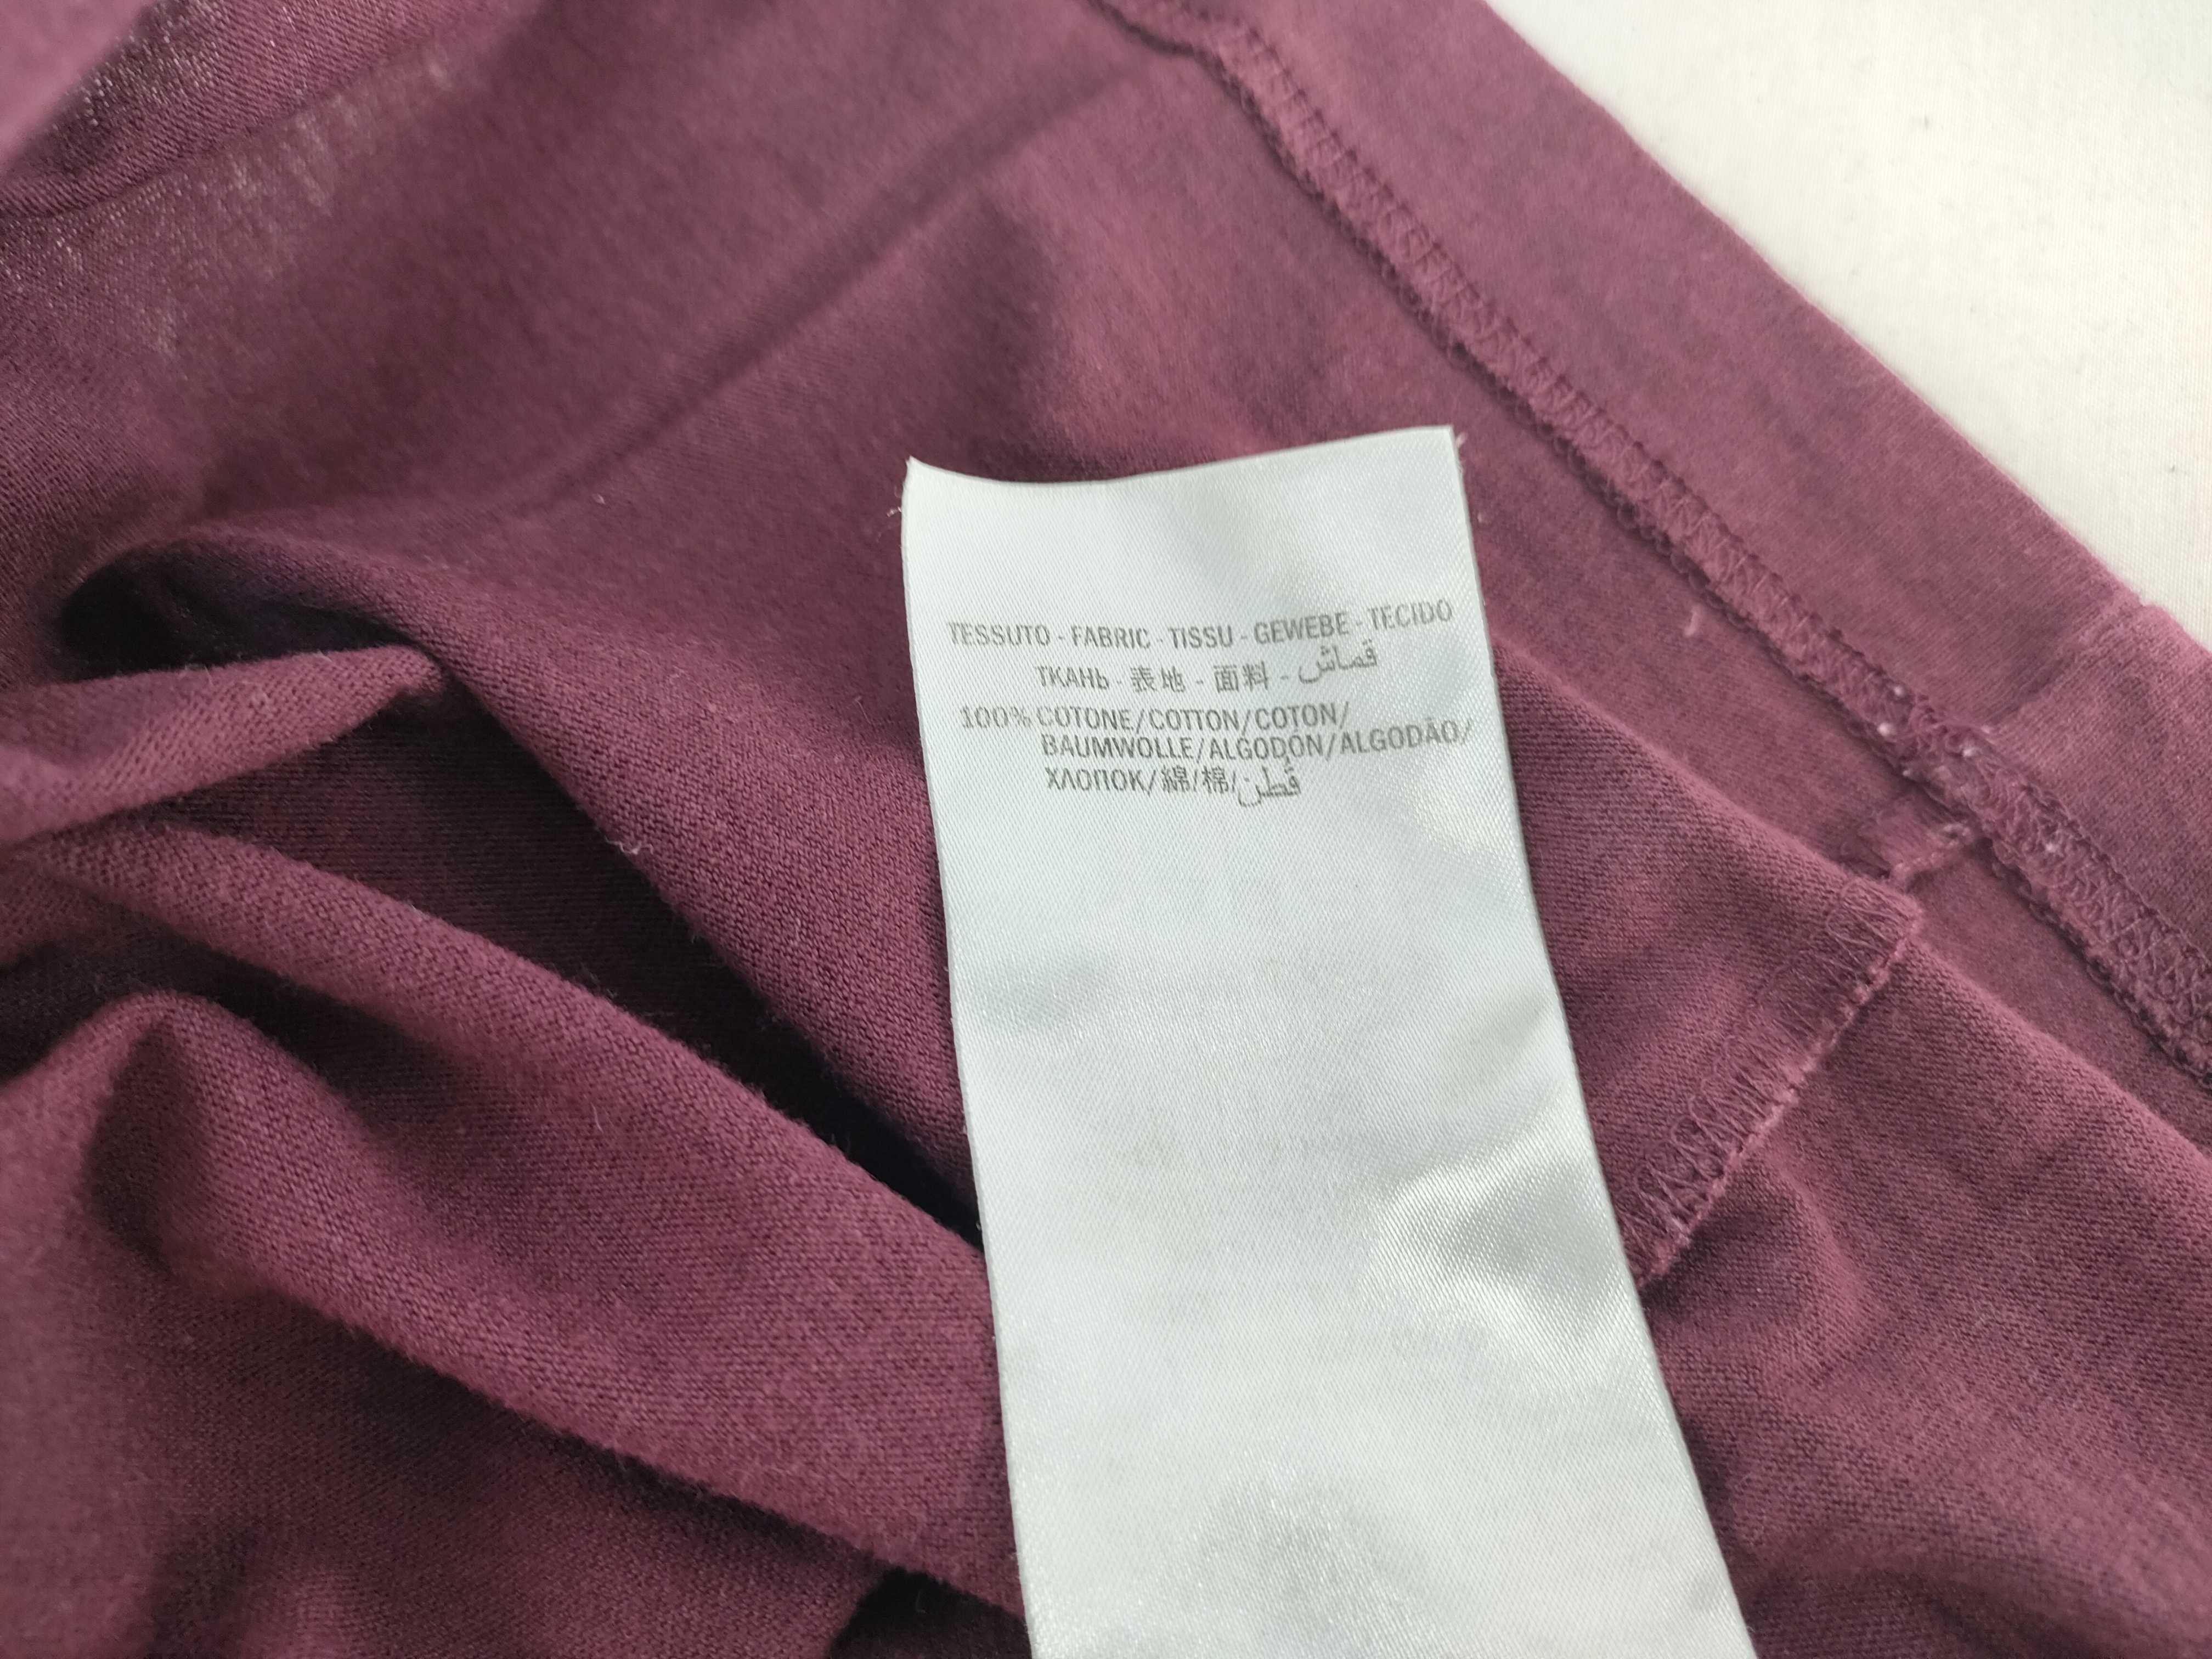 TESSUTO - FABRIC - TISSU - GEWEBE - TECIDO
ТКАНЬ - 表地 - 面料 - قماش
100% COTONE/COTTON/COTON/
BAUMWOLLE/ALGODÓN/ALGODÃO/
ХЛОПОК/綿/棉/قطن